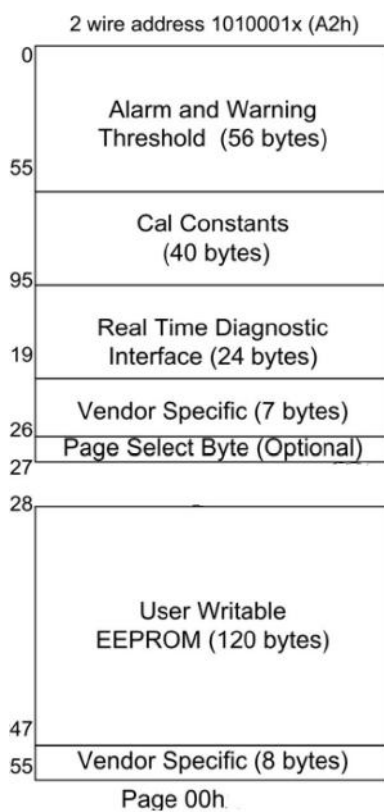 2 wire address 1010001x (A2h)
0
Alarm and Warning
Threshold (56 bytes)
55
Cal Constants
(40 bytes)
95
Real Time Diagnostic
19
Interface (24 bytes)
Vendor Specific (7 bytes)
26
Page Select Byte (Optional)
27
28
User Writable
EEPROM (120 bytes)
47
Vendor Specific (8 bytes)
55
Page 00h